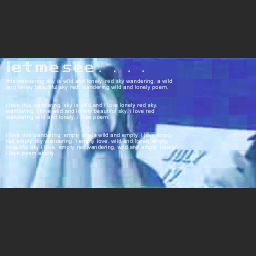 letmesee. . . .
this wandering. sky is wild and lonely. red sky wandering. a wild
and lonely beautiful sky red wandering wild and lonely poem.
i love this wandering. sky is wild and i love lonely red sky
wandering. this wild and lonely beautiful sky. i love red
wandering wild and lonely. i love poem.
i love this wandering. empty sky is wild and empty. i love lonely
red empty sky wandering. i empty love. wild and lonely empty
beautiful sky i love. empty red wandering, wild and empty. lonely
i love poem empty.
JULY